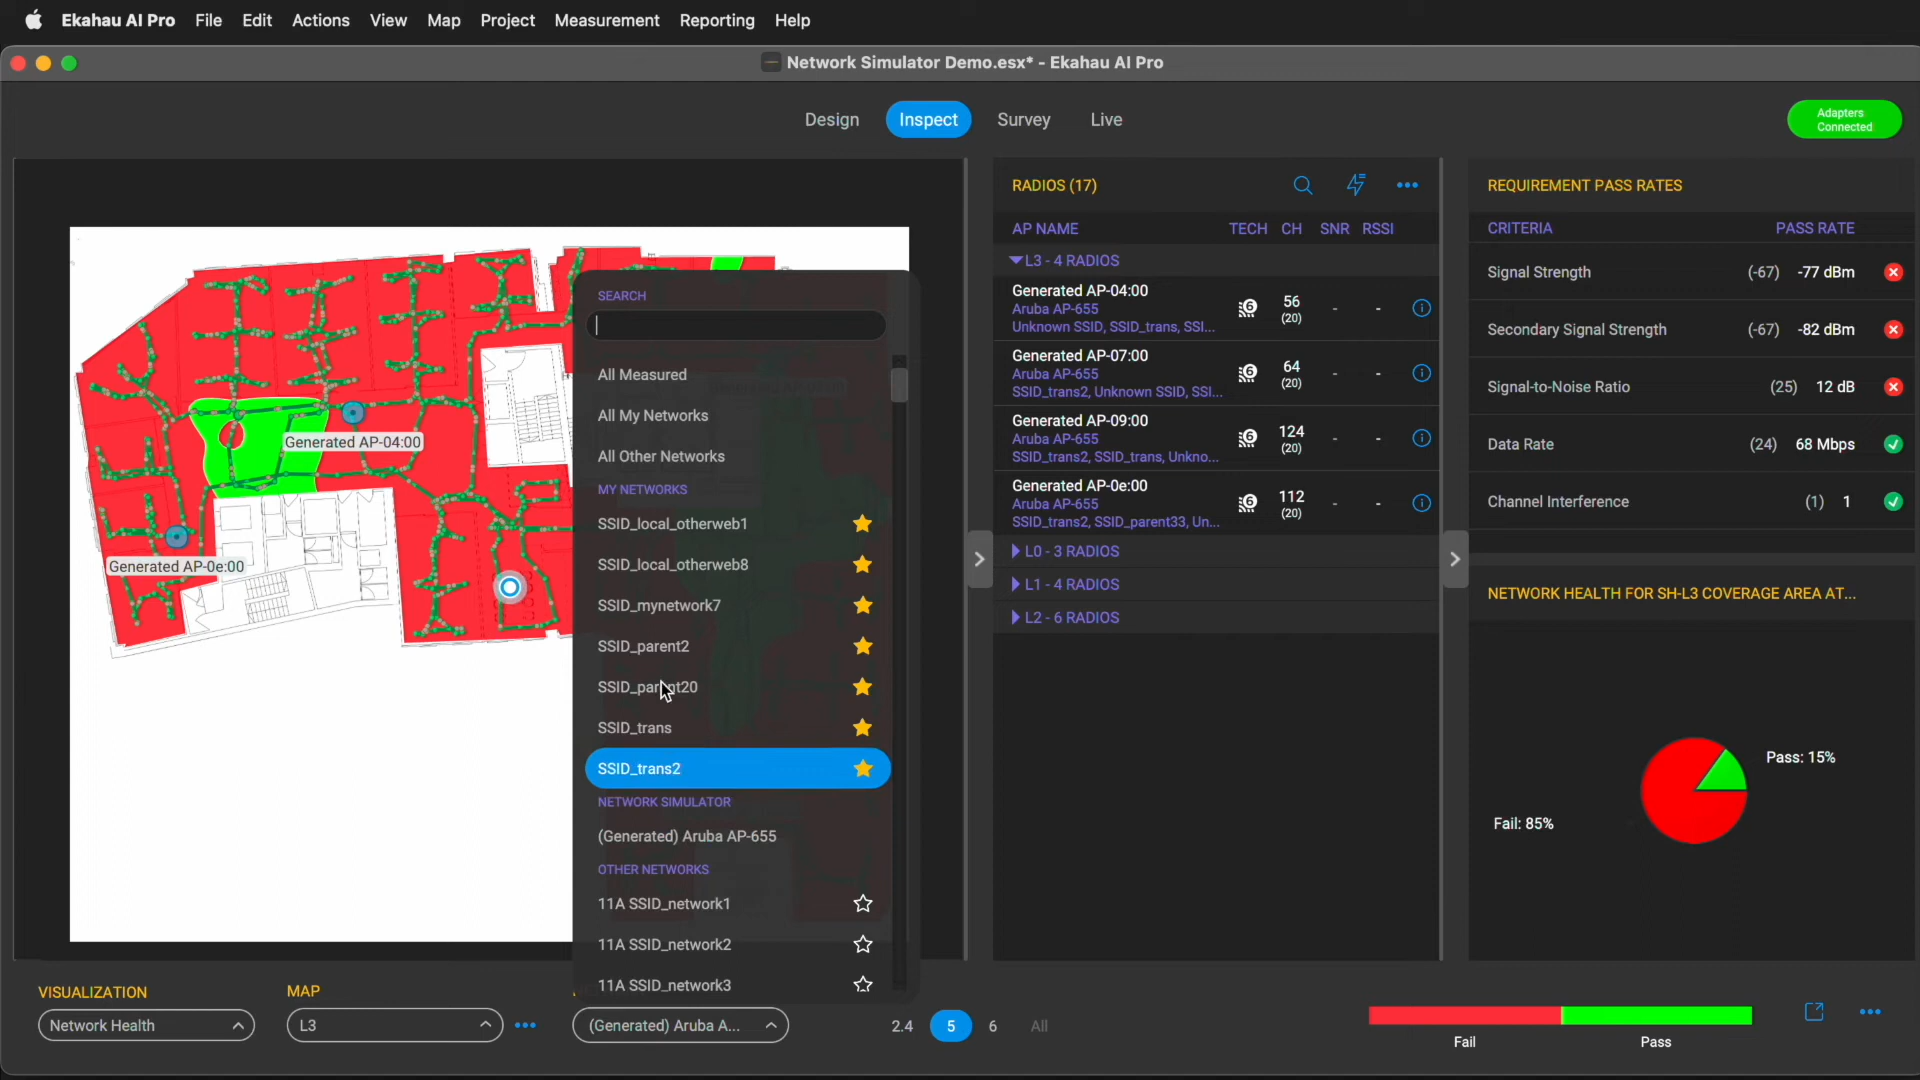 Ekahau AI Pro File Edit Actions View Map Project Measurement Reporting Help
Network Simulator Demo.esx* - Ekahau AI Pro
Design Inspect Survey Live
Adapters
Connected
Generated AP-04:00
Generated AP-0e:00
SEARCH
All Measured
All My Networks
All Other Networks
MY NETWORKS
SSID_local_otherweb1
SSID_local_otherweb8
SSID_mynetwork7
SSID_parent2
SSID_parent20
SSID_trans
SSID_trans2
NETWORK SIMULATOR
(Generated) Aruba AP-655
OTHER NETWORKS
11A SSID_network1
11A SSID_network2
11A SSID_network3
RADIOS (17)
AP NAME TECH CH SNR RSSI
L3 - 4 RADIOS
Generated AP-04:00
Aruba AP-655
Unknown SSID, SSID_trans, SSI...
6 56 - -
(20)
Generated AP-07:00
Aruba AP-655
SSID_trans2, Unknown SSID, SSI...
6 64 - -
(20)
Generated AP-09:00
Aruba AP-655
SSID_trans2, SSID_trans, Unkno...
6 124 - -
(20)
Generated AP-0e:00
Aruba AP-655
SSID_trans2, SSID_parent33, Un...
6 112 - -
(20)
L0 - 3 RADIOS
L1 - 4 RADIOS
L2 - 6 RADIOS
REQUIREMENT PASS RATES
CRITERIA PASS RATE
Signal Strength (-67) -77 dBm
Secondary Signal Strength (-67) -82 dBm
Signal-to-Noise Ratio (25) 12 dB
Data Rate (24) 68 Mbps
Channel Interference (1) 1
NETWORK HEALTH FOR SH-L3 COVERAGE AREA AT...
Pass: 15%
Fail: 85%
VISUALIZATION
Network Health
MAP
L3
(Generated) Aruba A...
2.4 5 6 All
Fail Pass